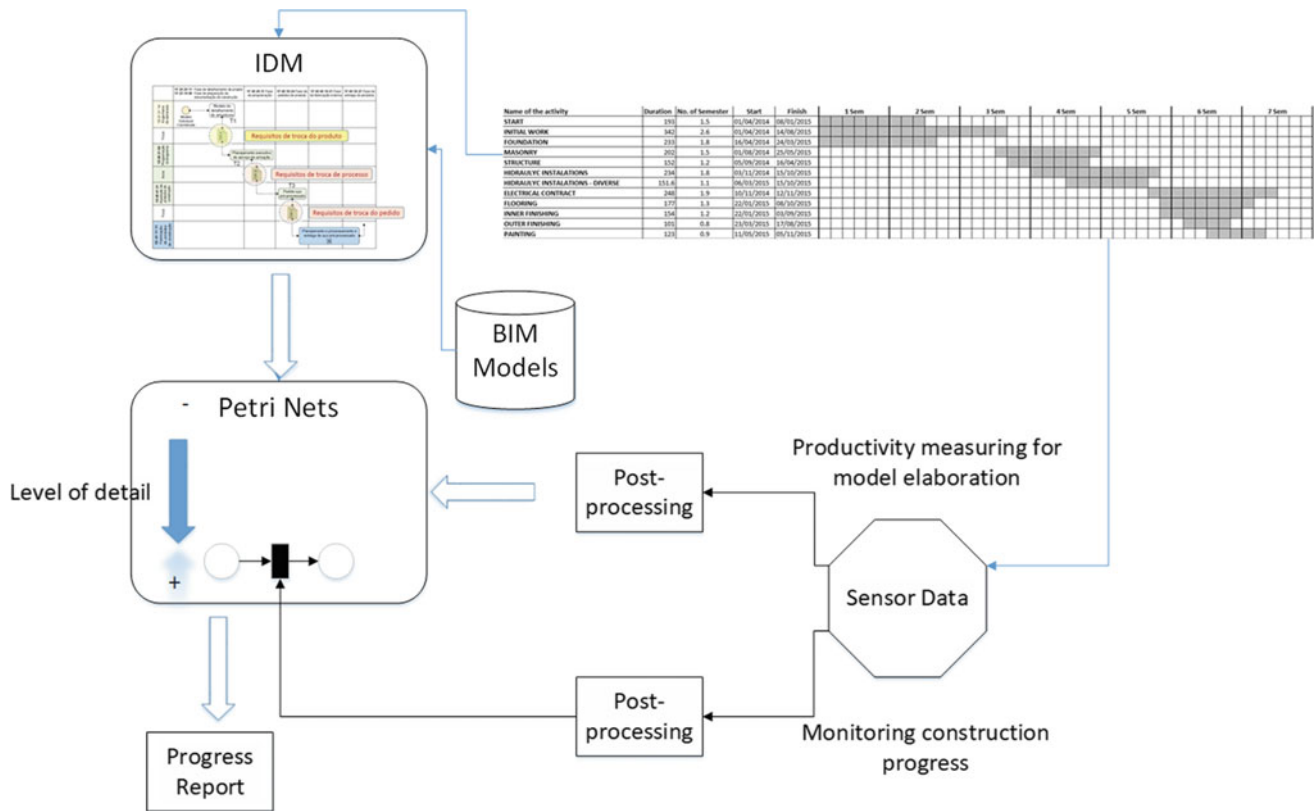 IDM
T1
Requisitos de troca do produto
T2
Requisitos de troca de processo
T3
Requisitos de troca do pedido
Name of the activity Duration No. of Semester Start Finish 1 Sem 2 Sem 3 Sem 4 Sem 5 Sem 6 Sem 7 Sem
START 193 1.5 01/04/2014 08/01/2015
INITIAL WORK 342 2.6 01/04/2014 14/08/2015
FOUNDATION 233 1.8 16/04/2014 24/03/2015
MASONRY 202 1.5 01/08/2014 25/05/2015
STRUCTURE 152 1.2 05/09/2014 16/04/2015
HIDRAULYC INSTALATIONS 234 1.8 03/11/2014 15/10/2015
HIDRAULYC INSTALATIONS - DIVERSE 151.6 1.1 06/03/2015 15/10/2015
ELECTRICAL CONTRACT 248 1.9 10/11/2014 12/11/2015
FLOORING 177 1.3 22/01/2015 08/10/2015
INNER FINISHING 154 1.2 22/01/2015 03/09/2015
OUTER FINISHING 101 0.8 23/03/2015 17/08/2015
PAINTING 123 0.9 11/05/2015 05/11/2015
BIM
Models
Petri Nets
-
Level of detail
+
Post-
processing
Productivity measuring for
model elaboration
Sensor Data
Post-
processing
Monitoring construction
progress
Progress
Report